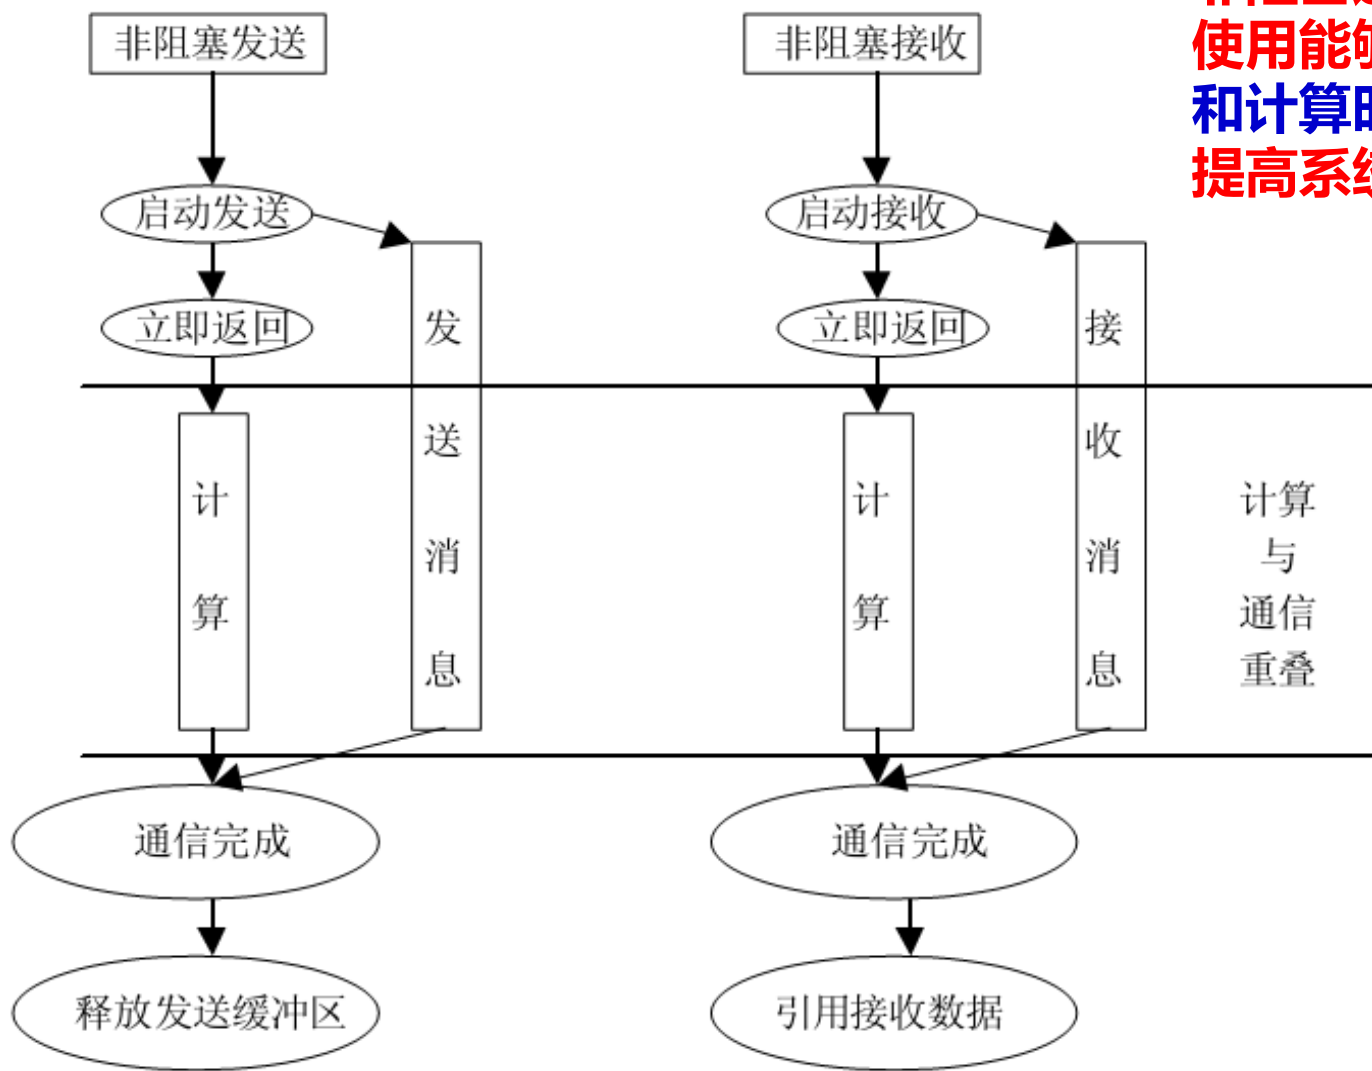 非阻塞发送
非阻塞接收
使用能够
和计算时
提高系统
启动发送
启动接收
立即返回
立即返回
发送消息
接收消息
计算
计算
计算
与
通信
重叠
通信完成
通信完成
释放发送缓冲区
引用接收数据